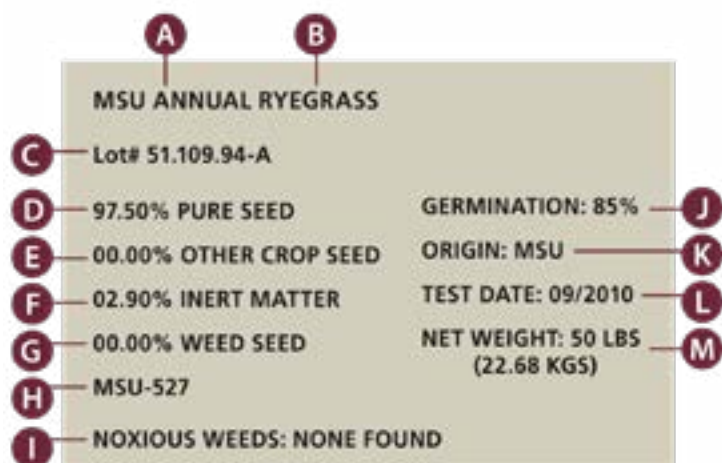 A B
MSU ANNUAL RYEGRASS
C Lot# 51.109.94-A
D 97.50% PURE SEED GERMINATION: 85% J
E 00.00% OTHER CROP SEED ORIGIN: MSU K
F 02.90% INERT MATTER TEST DATE: 09/2010 L
G 00.00% WEED SEED NET WEIGHT: 50 LBS M
(22.68 KGS)
H MSU-527
I NOXIOUS WEEDS: NONE FOUND